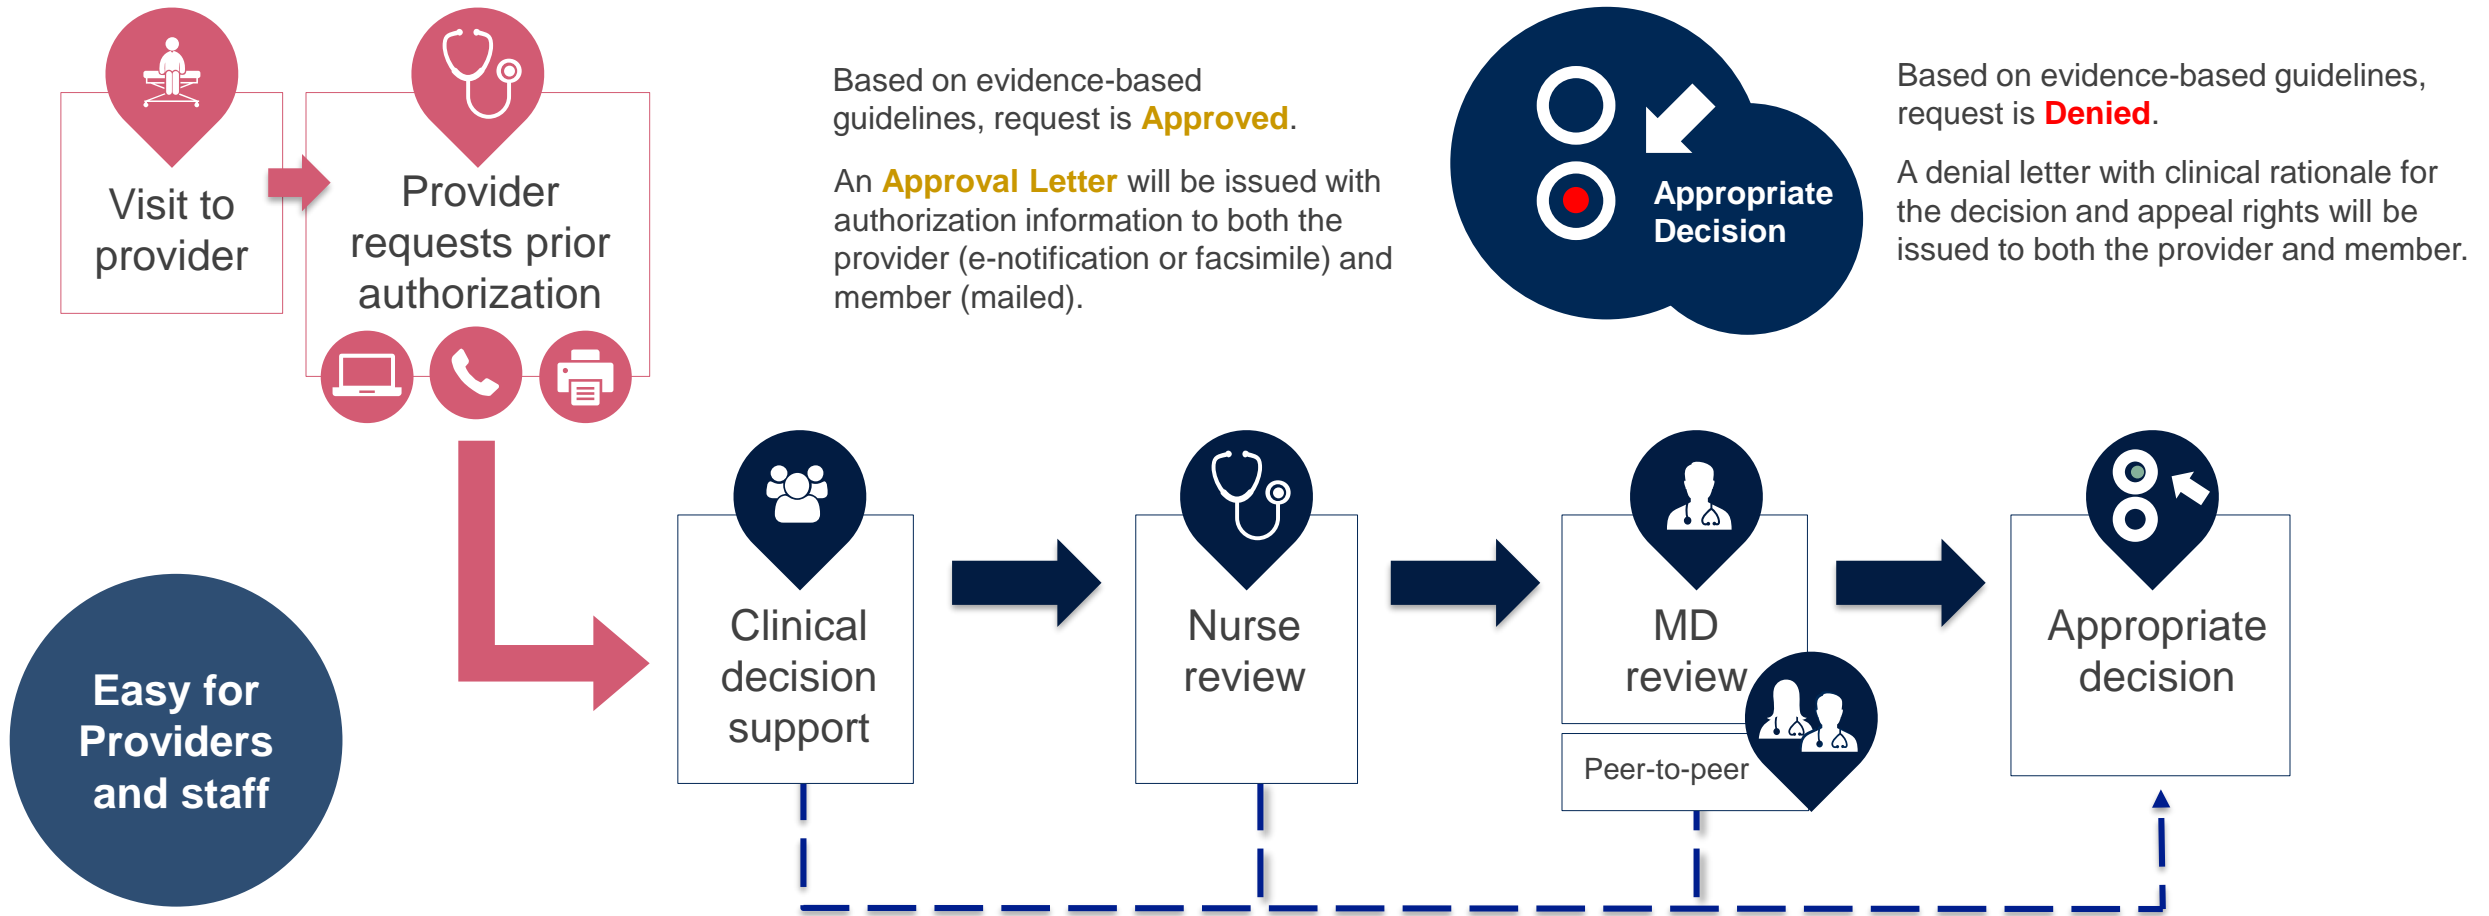 Visit to
provider
Provider
requests prior
authorization
Based on evidence-based
guidelines, request is Approved.
An Approval Letter will be issued with
authorization information to both the
provider (e-notification or facsimile) and
member (mailed).
Appropriate
Decision
Based on evidence-based guidelines,
request is Denied.
A denial letter with clinical rationale for
the decision and appeal rights will be
issued to both the provider and member.
Easy for
Providers
and staff
Clinical
decision
support
Nurse
review
MD
review
Peer-to-peer
Appropriate
decision